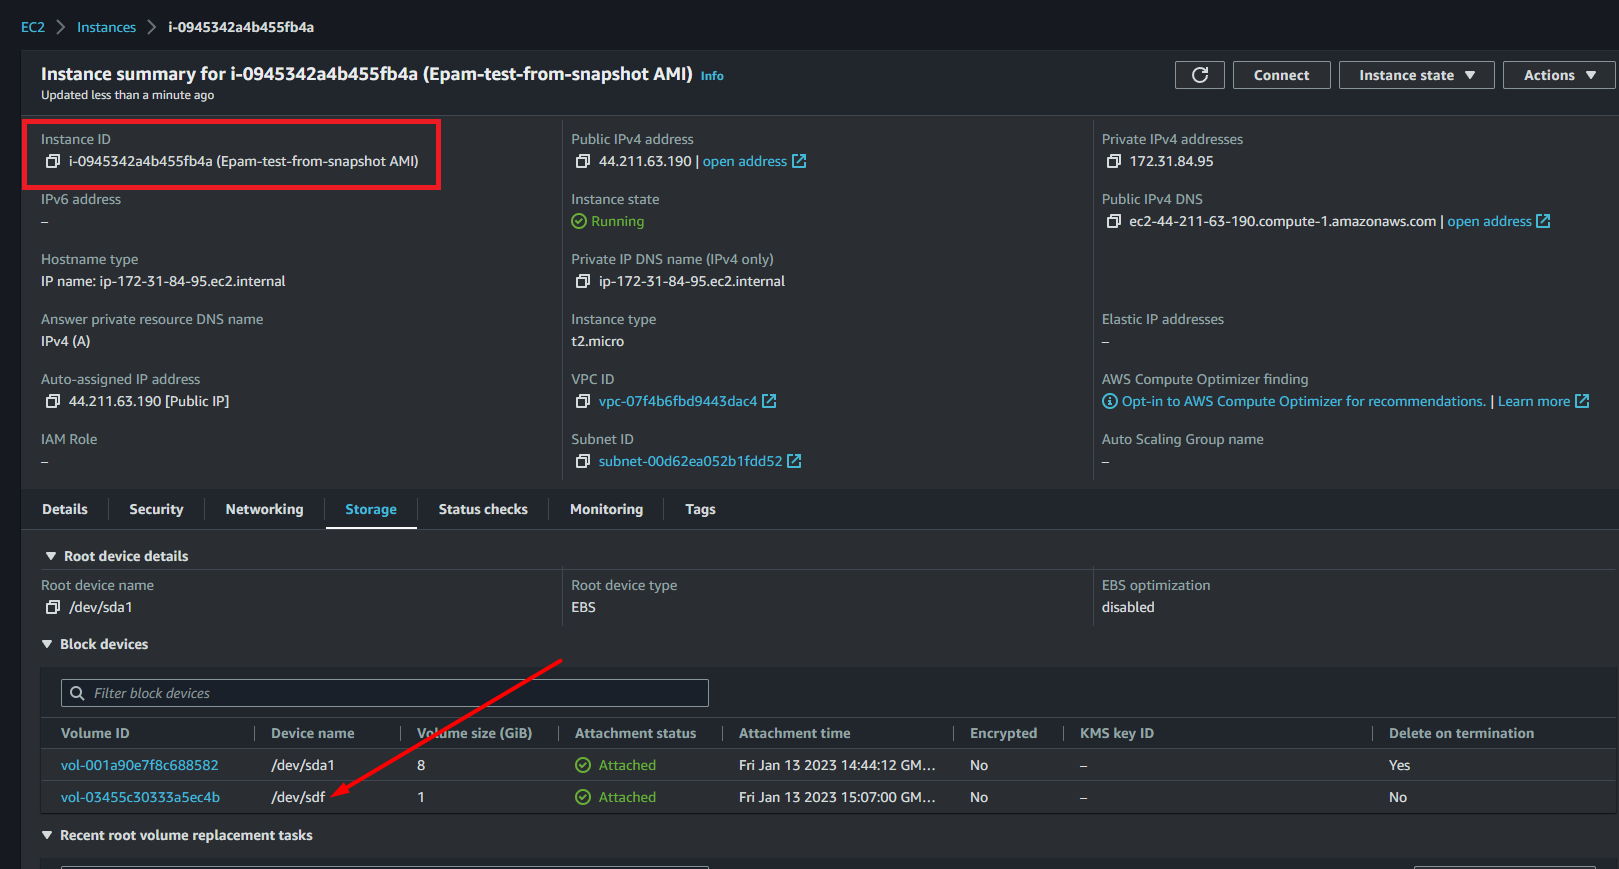 EC2 > Instances > i-0945342a4b455fb4a
Instance summary for i-0945342a4b455fb4a (Epam-test-from-snapshot AMI) Info
Updated less than a minute ago
Connect
Instance state
Actions
Instance ID
i-0945342a4b455fb4a (Epam-test-from-snapshot AMI)
Public IPv4 address
44.211.63.190 | open address
Private IPv4 addresses
172.31.84.95
IPv6 address
–
Instance state
Running
Public IPv4 DNS
ec2-44-211-63-190.compute-1.amazonaws.com | open address
Hostname type
IP name: ip-172-31-84-95.ec2.internal
Private IP DNS name (IPv4 only)
ip-172-31-84-95.ec2.internal
Answer private resource DNS name
IPv4 (A)
Instance type
t2.micro
Elastic IP addresses
–
Auto-assigned IP address
44.211.63.190 [Public IP]
VPC ID
vpc-07f4b6fbd9443dac4
AWS Compute Optimizer finding
Opt-in to AWS Compute Optimizer for recommendations. | Learn more
IAM Role
–
Subnet ID
subnet-00d62ea052b1fdd52
Auto Scaling Group name
–
Details Security Networking Storage Status checks Monitoring Tags
Root device details
Root device name
/dev/sda1
Root device type
EBS
EBS optimization
disabled
Block devices
Filter block devices
Volume ID Device name Volume size (GiB) Attachment status Attachment time Encrypted KMS key ID Delete on termination
vol-001a90e7f8c688582 /dev/sda1 8 Attached Fri Jan 13 2023 14:44:12 GM... No – Yes
vol-03455c30333a5ec4b /dev/sdf 1 Attached Fri Jan 13 2023 15:07:00 GM... No – No
Recent root volume replacement tasks